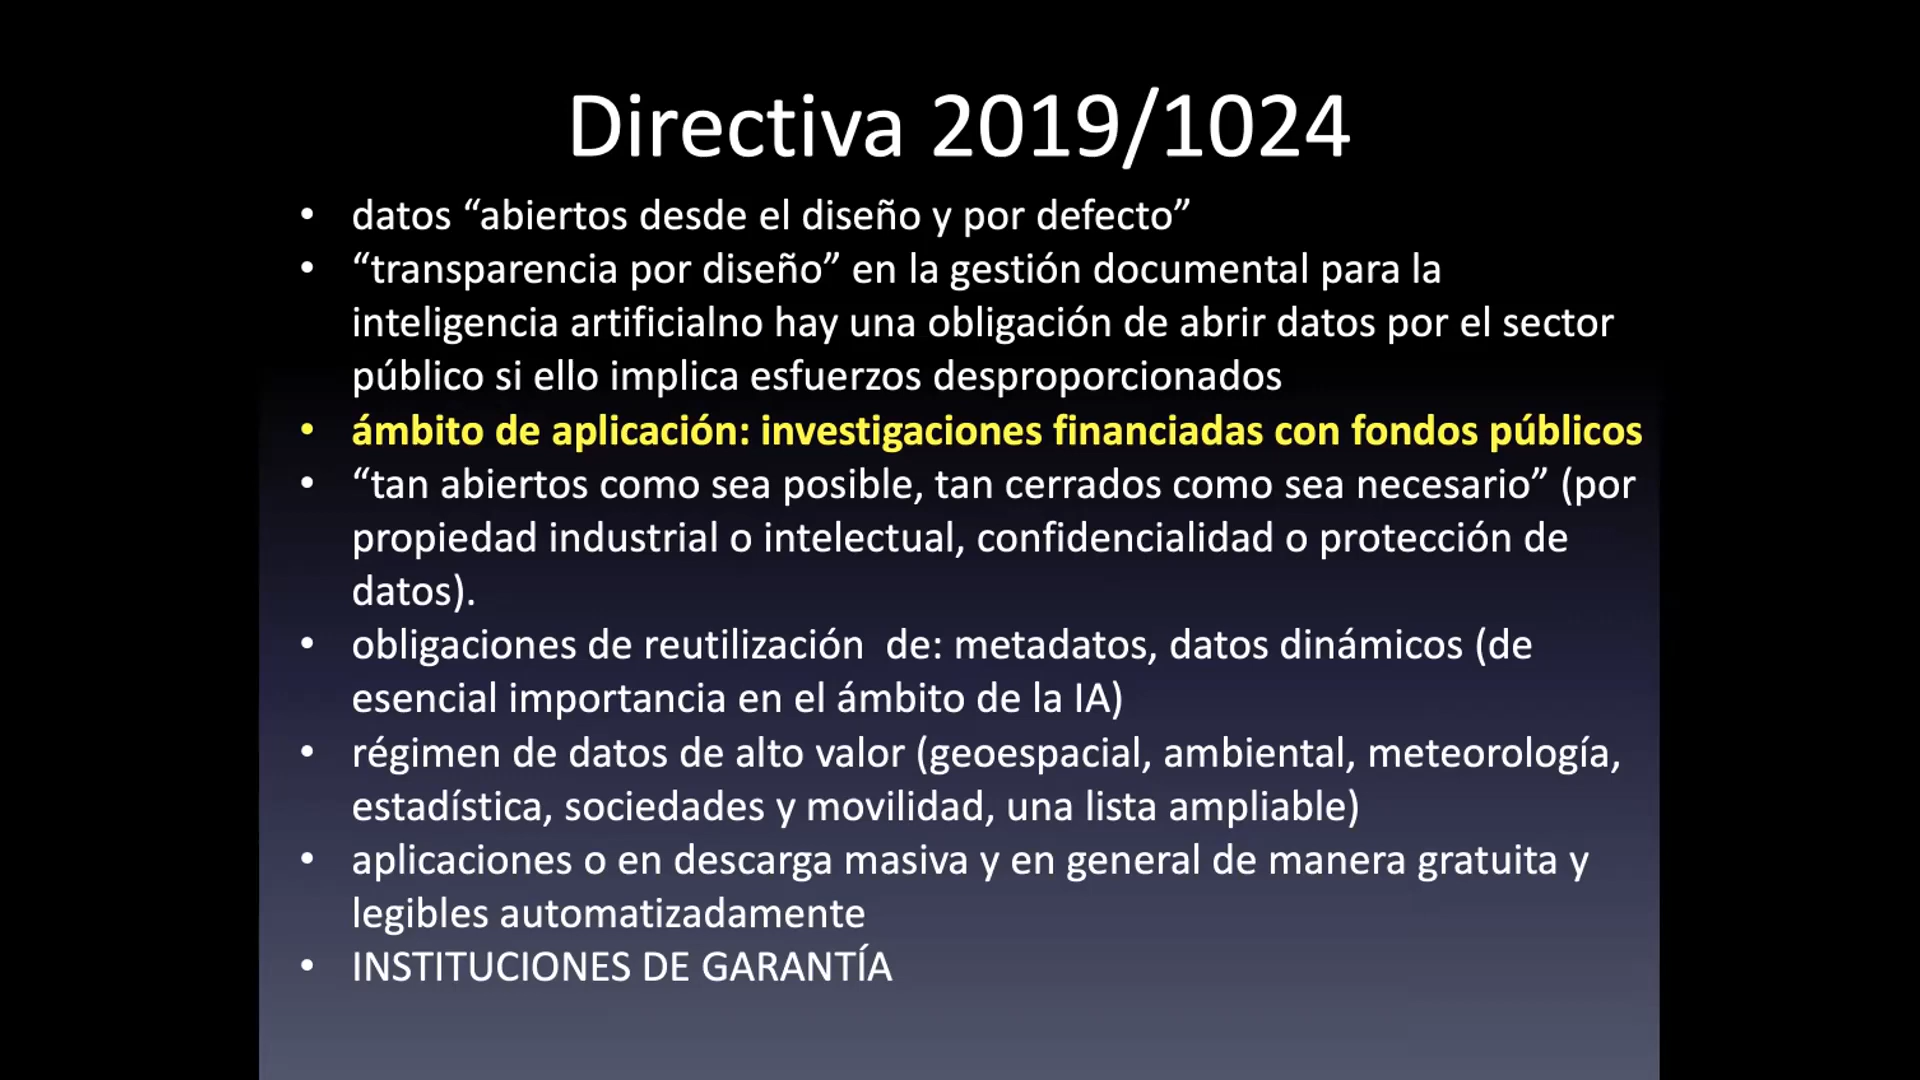 Directiva 2019/1024
• datos “abiertos desde el diseño y por defecto”
• “transparencia por diseño” en la gestión documental para la
inteligencia artificialno hay una obligación de abrir datos por el sector
público si ello implica esfuerzos desproporcionados
• ámbito de aplicación: investigaciones financiadas con fondos públicos
• “tan abiertos como sea posible, tan cerrados como sea necesario” (por
propiedad industrial o intelectual, confidencialidad o protección de
datos).
• obligaciones de reutilización  de: metadatos, datos dinámicos (de
esencial importancia en el ámbito de la IA)
• régimen de datos de alto valor (geoespacial, ambiental, meteorología,
estadística, sociedades y movilidad, una lista ampliable)
• aplicaciones o en descarga masiva y en general de manera gratuita y
legibles automatizadamente
• INSTITUCIONES DE GARANTÍA